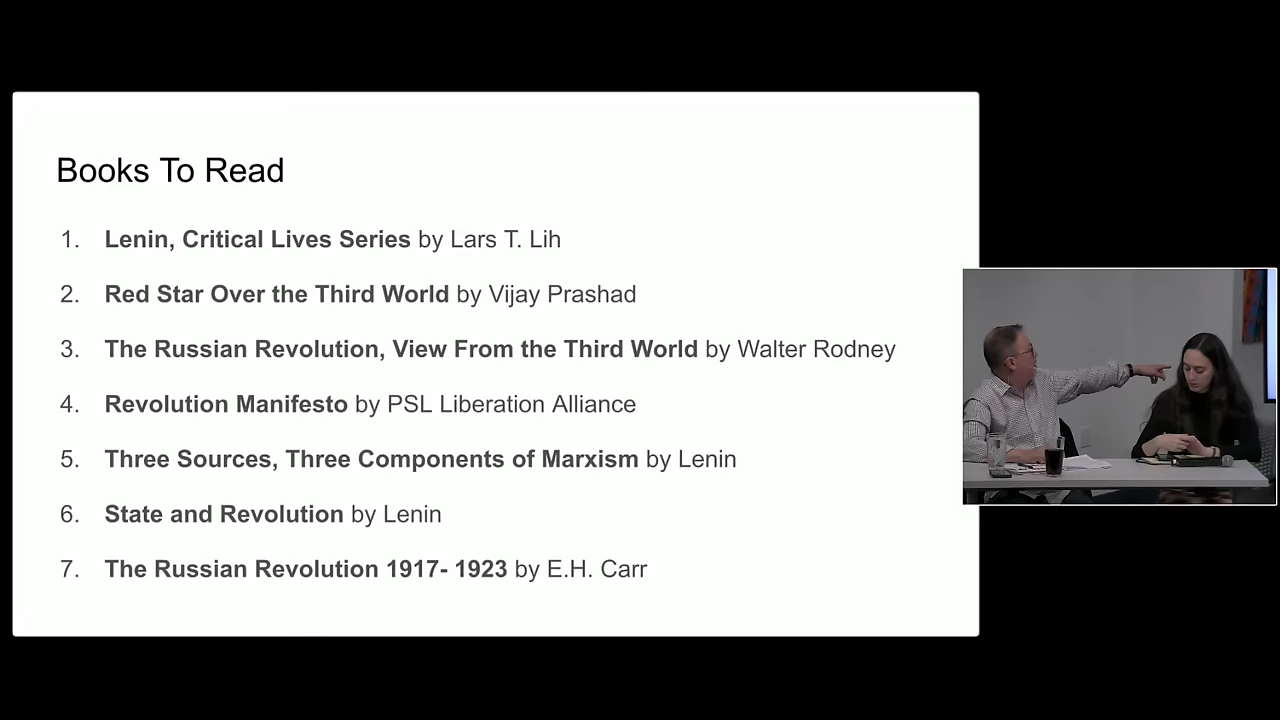 Books To Read
1. Lenin, Critical Lives Series by Lars T. Lih
2. Red Star Over the Third World by Vijay Prashad
3. The Russian Revolution, View From the Third World by Walter Rodney
4. Revolution Manifesto by PSL Liberation Alliance
5. Three Sources, Three Components of Marxism by Lenin
6. State and Revolution by Lenin
7. The Russian Revolution 1917- 1923 by E.H. Carr